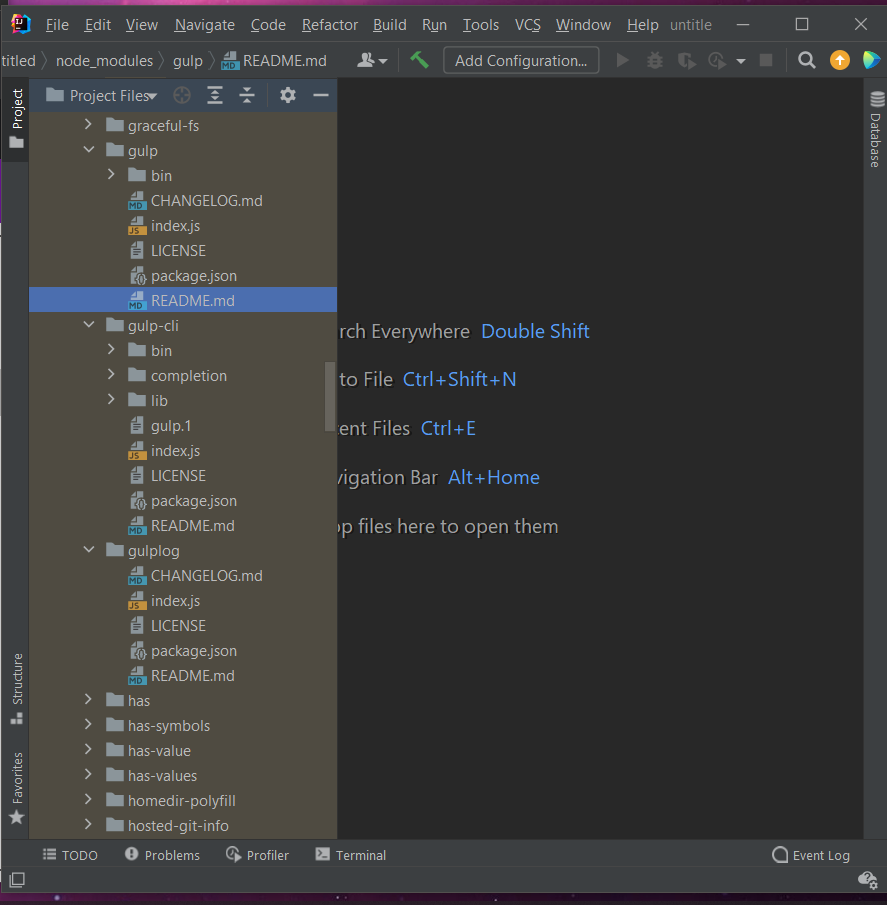 File Edit View Navigate Code Refactor Build Run Tools VCS Window Help untitle
titled node_modules gulp README.md Add Configuration...
Project
Project Files
graceful-fs
gulp
bin
CHANGELOG.md
index.js
LICENSE
package.json
README.md
gulp-cli
bin
completion
lib
gulp.1
index.js
LICENSE
package.json
README.md
gulplog
CHANGELOG.md
index.js
LICENSE
package.json
README.md
has
has-symbols
has-value
has-values
homedir-polyfill
hosted-git-info
rch Everywhere Double Shift
to File Ctrl+Shift+N
ent Files Ctrl+E
vigation Bar Alt+Home
op files here to open them
Database
Structure
Favorites
TODO Problems Profiler Terminal Event Log